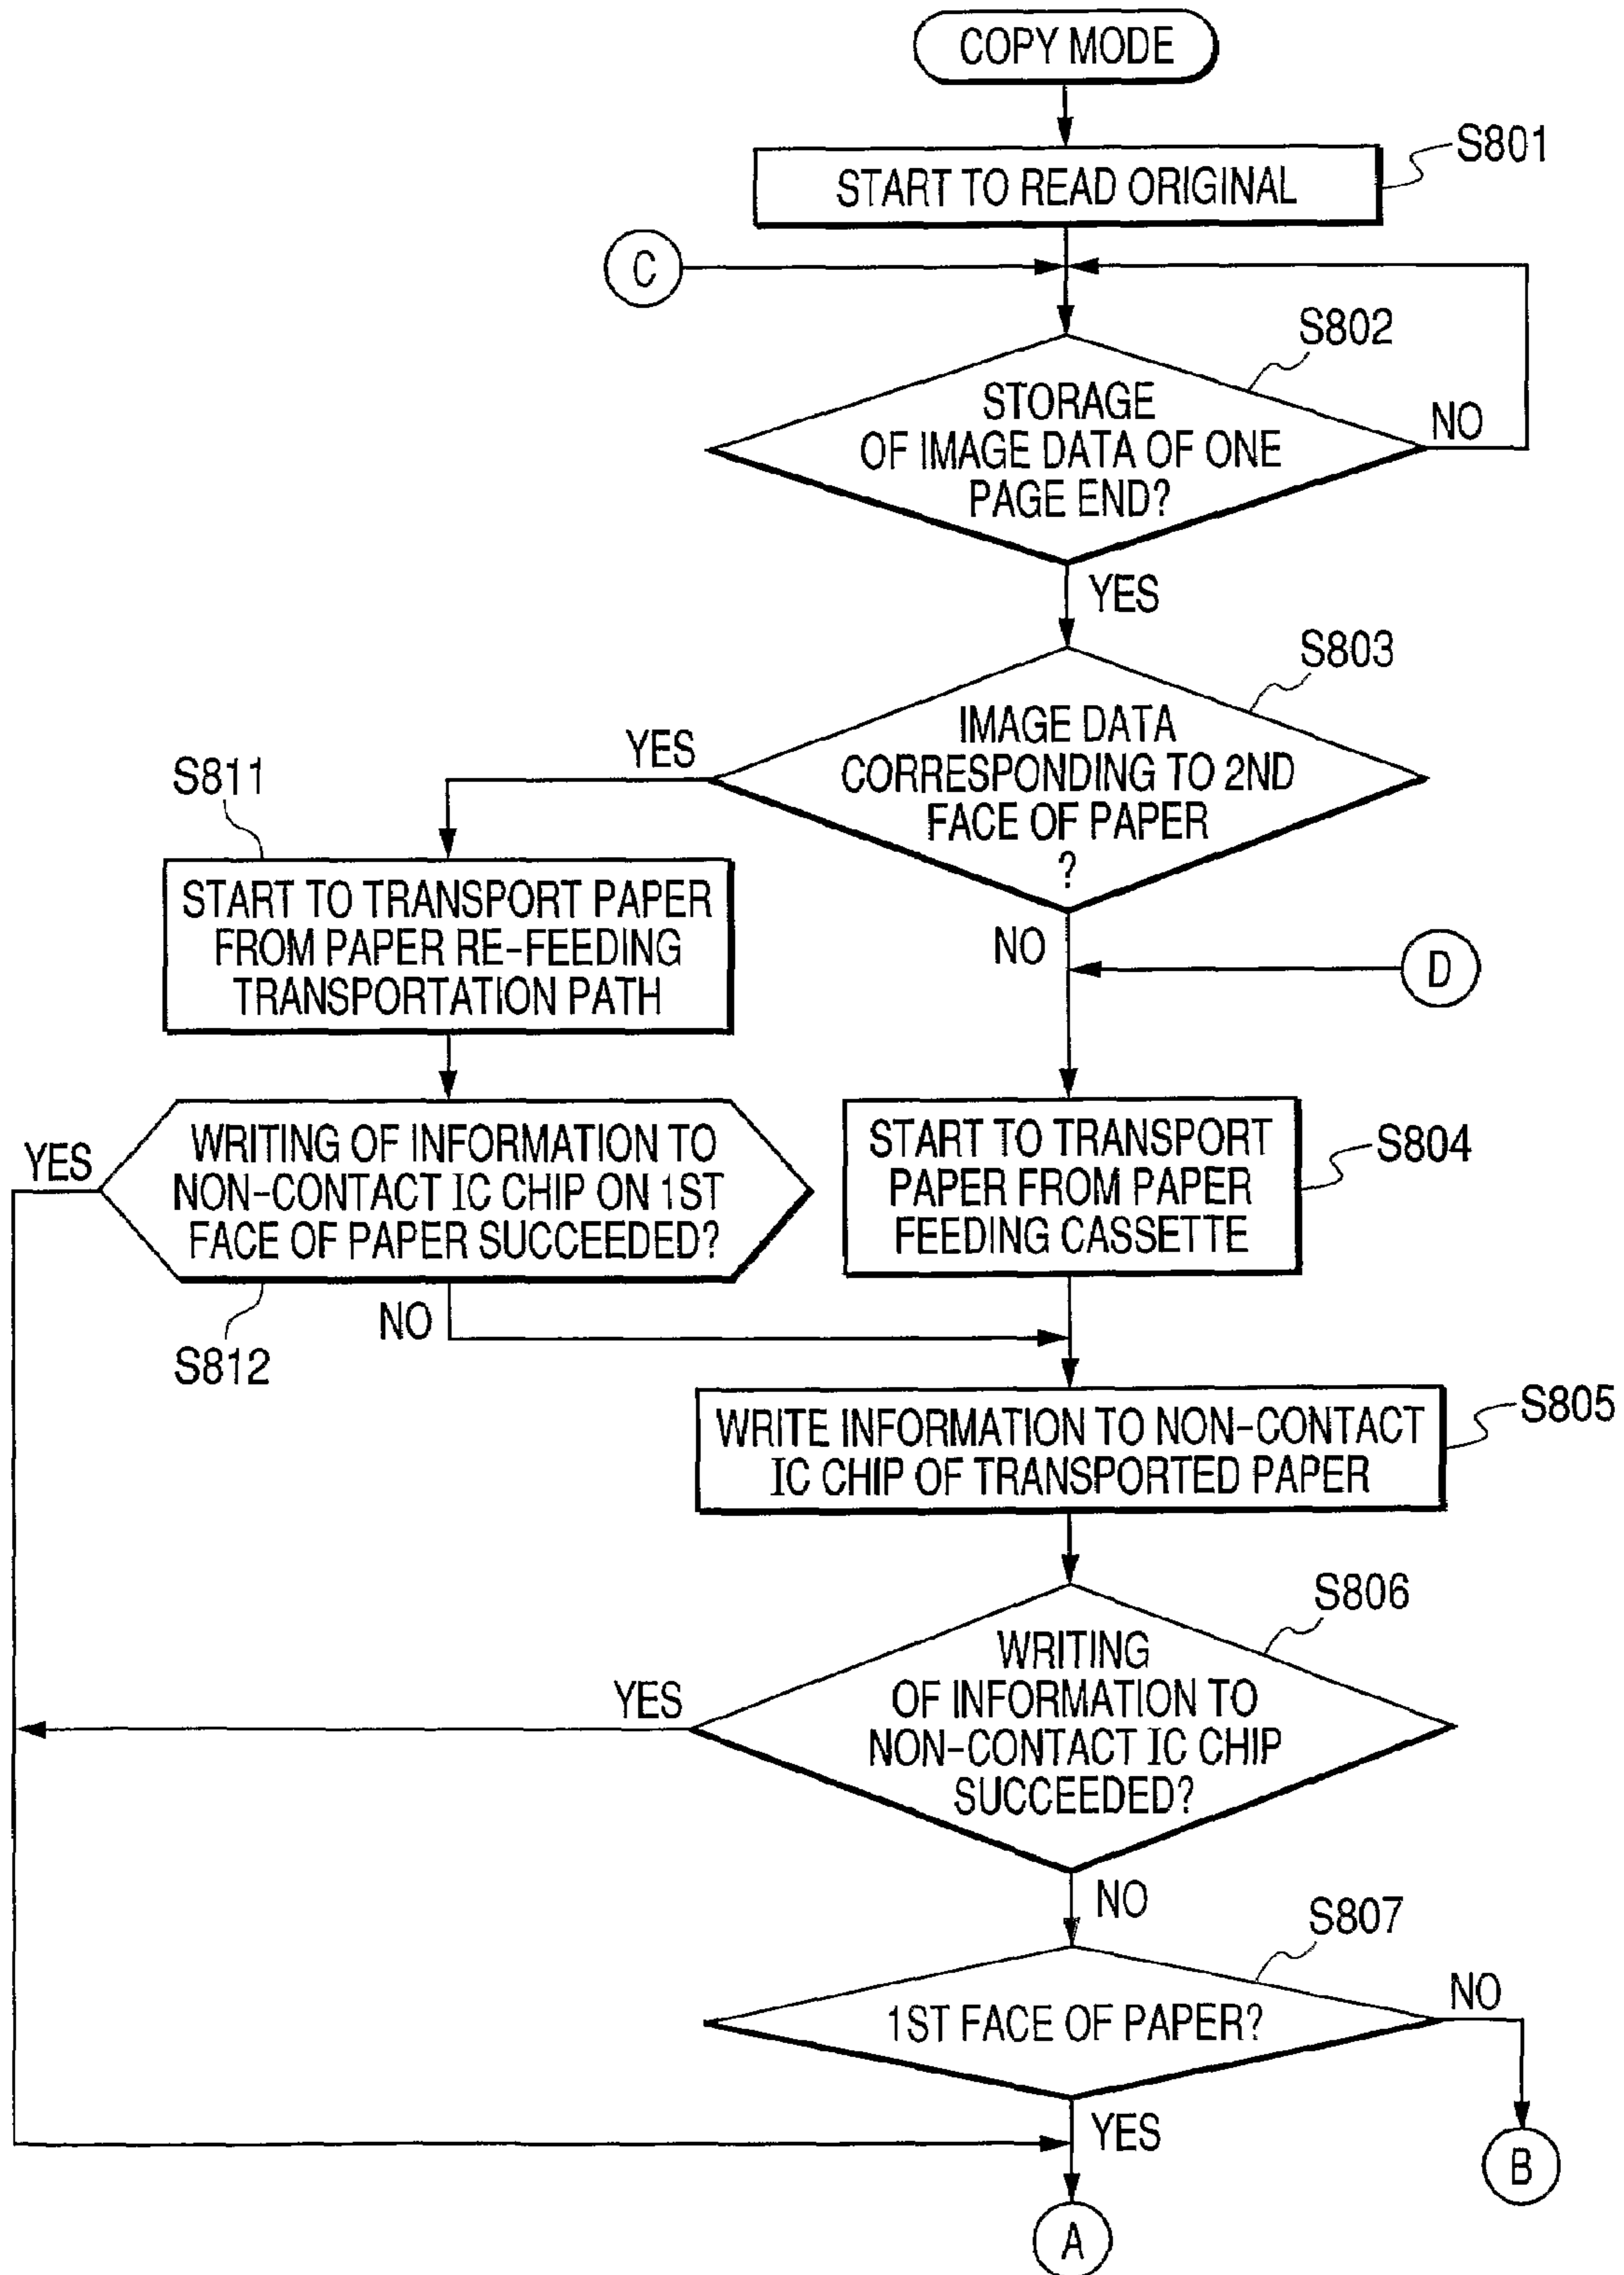 COPY MODE
START TO READ ORIGINAL
S801
C
S802
STORAGE
OF IMAGE DATA OF ONE
PAGE END?
NO
YES
S803
IMAGE DATA
CORRESPONDING TO 2ND
FACE OF PAPER
?
YES
NO
S811
START TO TRANSPORT PAPER
FROM PAPER RE-FEEDING
TRANSPORTATION PATH
D
YES
WRITING OF INFORMATION TO
NON-CONTACT IC CHIP ON 1ST
FACE OF PAPER SUCCEEDED?
NO
S812
START TO TRANSPORT
PAPER FROM PAPER
FEEDING CASSETTE
S804
WRITE INFORMATION TO NON-CONTACT
IC CHIP OF TRANSPORTED PAPER
S805
S806
WRITING
OF INFORMATION TO
NON-CONTACT IC CHIP
SUCCEEDED?
YES
NO
S807
1ST FACE OF PAPER?
NO
YES
B
A